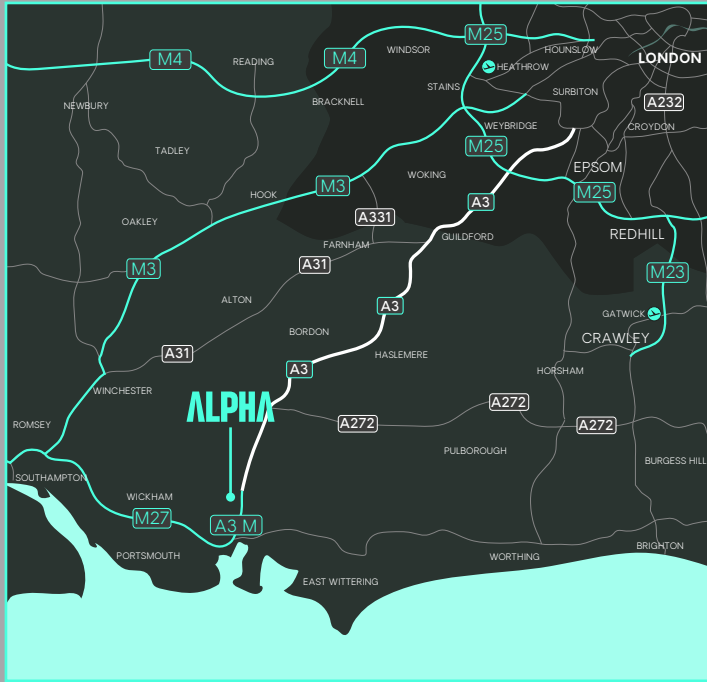 M25
M4
M4
WINDSOR
HOUNSLOW
READING
LONDON
HEATHROW
STAINS
SURBITON
BRACKNELL
NEWBURY
A232
WEYBRIDGE
CROYDON
M25
TADLEY
EPSOM
WOKING
M3
M25
HOOK
A3
A331
OAKLEY
REDHILL
GUILDFORD
FARNHAM
A31
M3
M23
ALTON
A3
GATWICK
BORDON
CRAWLEY
A31
HASLEMERE
A3
HORSHAM
WINCHESTER
ALPHA
A272
A272
A272
ROMSEY
PULBOROUGH
BURGESS HILL
SOUTHAMPTON
WICKHAM
M27
A3 M
BRIGHTON
PORTSMOUTH
WORTHING
EAST WITTERING